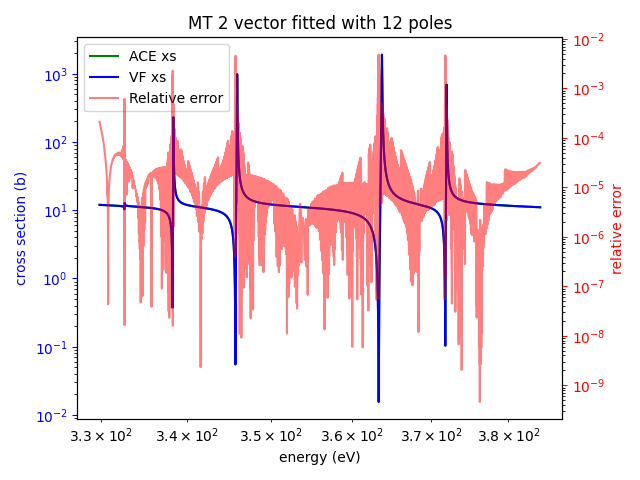 MT 2 vector fitted with 12 poles
ACE xs
VF xs
Relative error
10³
10²
10¹
10⁰
10⁻¹
10⁻²
cross section (b)
10⁻²
10⁻³
10⁻⁴
10⁻⁵
10⁻⁶
10⁻⁷
10⁻⁸
10⁻⁹
relative error
3.3 × 10² 3.4 × 10² 3.5 × 10² 3.6 × 10² 3.7 × 10² 3.8 × 10²
energy (eV)